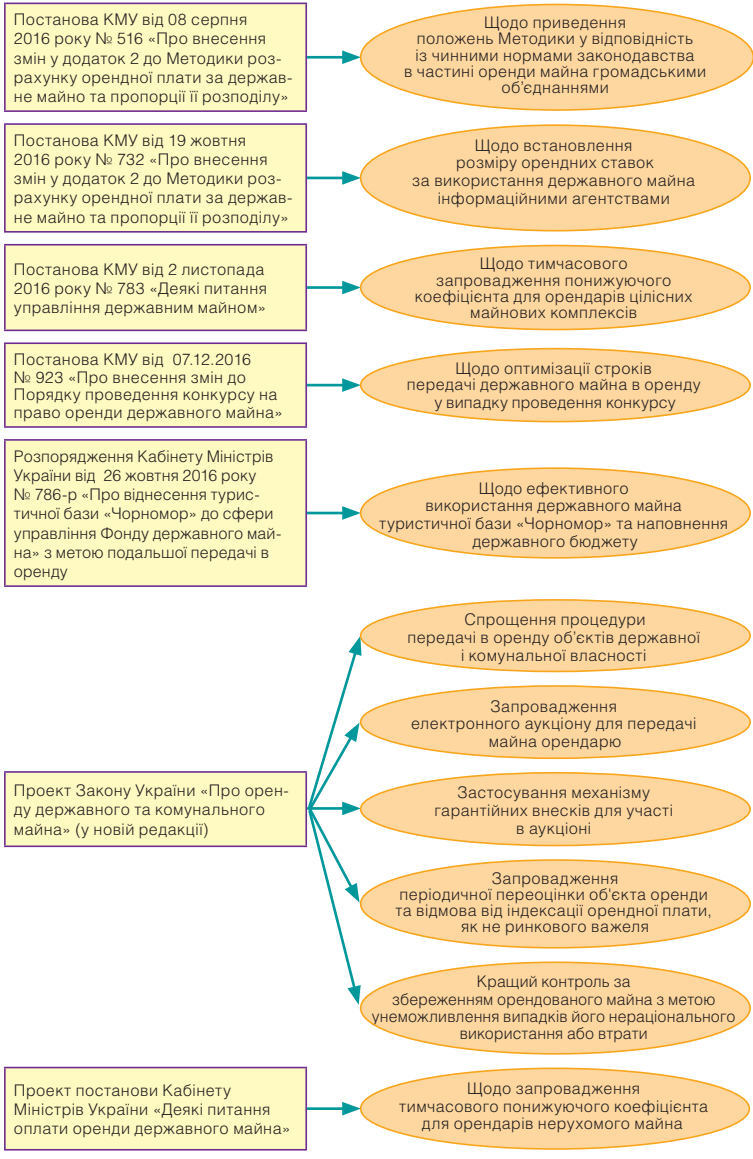 Постанова КМУ від 08 серпня
2016 року № 516 «Про внесення
змін у додаток 2 до Методики роз-
рахунку орендної плати за держав-
не майно та пропорції її розподілу»
Щодо приведення
положень Методики у відповідність
із чинними нормами законодавства
в частині оренди майна громадськими
об’єднаннями
Постанова КМУ від 19 жовтня
2016 року № 732 «Про внесення
змін у додаток 2 до Методики роз-
рахунку орендної плати за держав-
не майно та пропорції її розподілу»
Щодо встановлення
розміру орендних ставок
за використання державного майна
інформаційними агентствами
Постанова КМУ від 2 листопада
2016 року № 783 «Деякі питання
управління державним майном»
Щодо тимчасового
запровадження понижуючого
коефіцієнта для орендарів цілісних
майнових комплексів
Постанова КМУ від 07.12.2016
№ 923 «Про внесення змін до
Порядку проведення конкурсу на
право оренди державного майна»
Щодо оптимізації строків
передачі державного майна в оренду
у випадку проведення конкурсу
Розпорядження Кабінету Міністрів
України від 26 жовтня 2016 року
№ 786-р «Про віднесення турис-
тичної бази «Чорномор» до сфери
управління Фонду державного май-
на» з метою подальшої передачі в
оренду
Щодо ефективного
використання державного майна
туристичної бази «Чорномор» та наповнення
державного бюджету
Проект Закону України «Про орен-
ду державного та комунального
майна» (у новій редакції)
Спрощення процедури
передачі в оренду об’єктів державної
і комунальної власності
Запровадження
електронного аукціону для передачі
майна орендарю
Застосування механізму
гарантійних внесків для участі
в аукціоні
Запровадження
періодичної переоцінки об'єкта оренди
та відмова від індексації орендної плати,
як не ринкового важеля
Кращий контроль за
збереженням орендованого майна з метою
унеможливлення випадків його нераціонального
використання або втрати
Проект постанови Кабінету
Міністрів України «Деякі питання
оплати оренди державного майна»
Щодо запровадження
тимчасового понижуючого коефіцієнта
для орендарів нерухомого майна